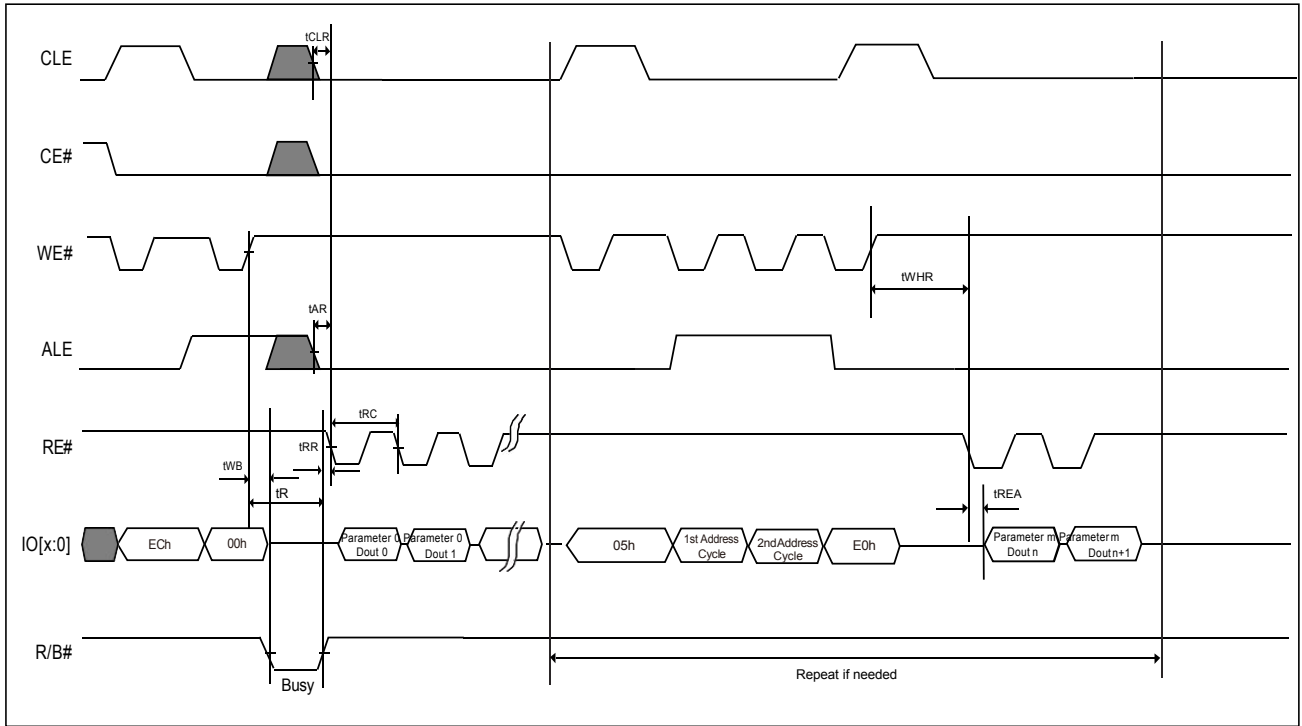 tCLR
CLE
CE#
WE#
tWHR
tAR
ALE
tRC
RE#
tRR
tWB
tR
tREA
IO[x:0]
ECh
00h
Parameter 0
Dout 0
Parameter 0
Dout 1
05h
1st Address
Cycle
2nd Address
Cycle
E0h
Parameter m
Dout n
Parameter m
Dout n+1
R/B#
Busy
Repeat if needed